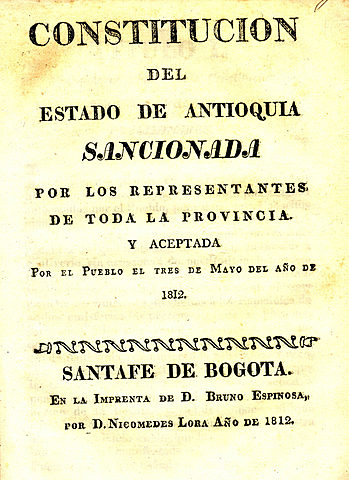 CONSTITUCION
DEL
ESTADO DE ANTIOQUIA
SANCIONADA
POR LOS REPRESENTANTES
DE TODA LA PROVINCIA.
Y ACEPTADA
POR EL PUEBLO EL TRES DE MAYO DEL AÑO DE
1812.
SANTAFE DE BOGOTA.
EN LA IMPRENTA DE D. BRUNO ESPINOSA,
POR D. NICOMEDES LORA AÑO DE 1812.